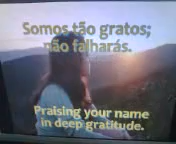 Somos tão gratos;
não falharás.
Praising your name
in deep gratitude.